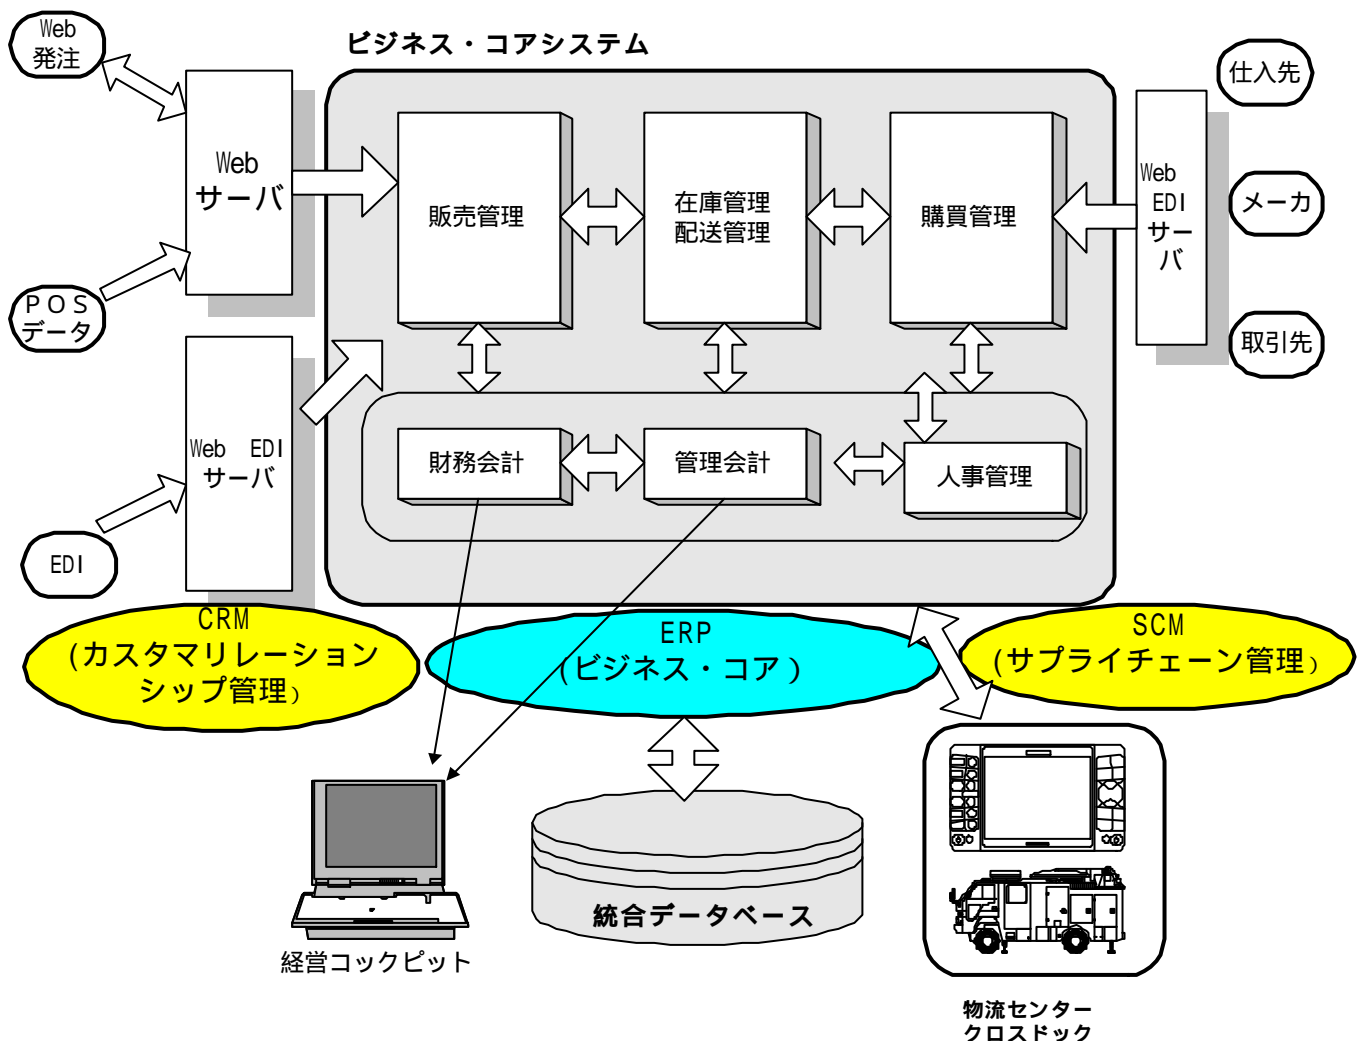 Web
発注
ビジネス・コアシステム
仕入先
Web
サーバ
販売管理
在庫管理
配送管理
購買管理
Web
EDI
サー
バ
メーカ
POS
データ
取引先
Web EDI
サーバ
財務会計
管理会計
人事管理
EDI
CRM
(カスタマリレーション
シップ管理)
ERP
(ビジネス・コア)
SCM
(サプライチェーン管理)
統合データベース
経営コックピット
物流センター
クロスドック